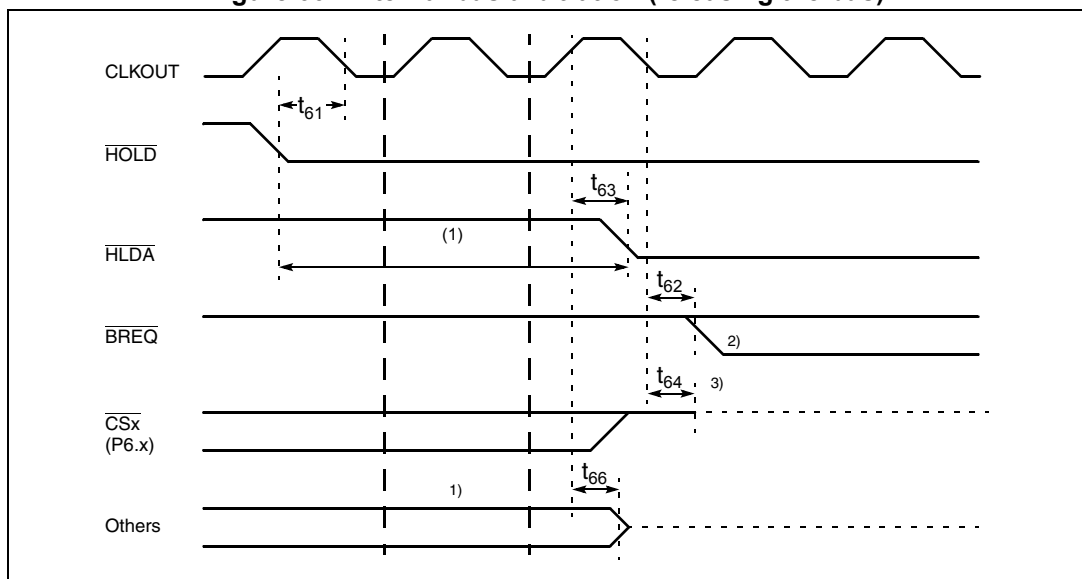 CLKOUT
t61
HOLD
t63
HLDA
(1)
t62
BREQ
2)
t64
3)
CSx
(P6.x)
t66
1)
Others